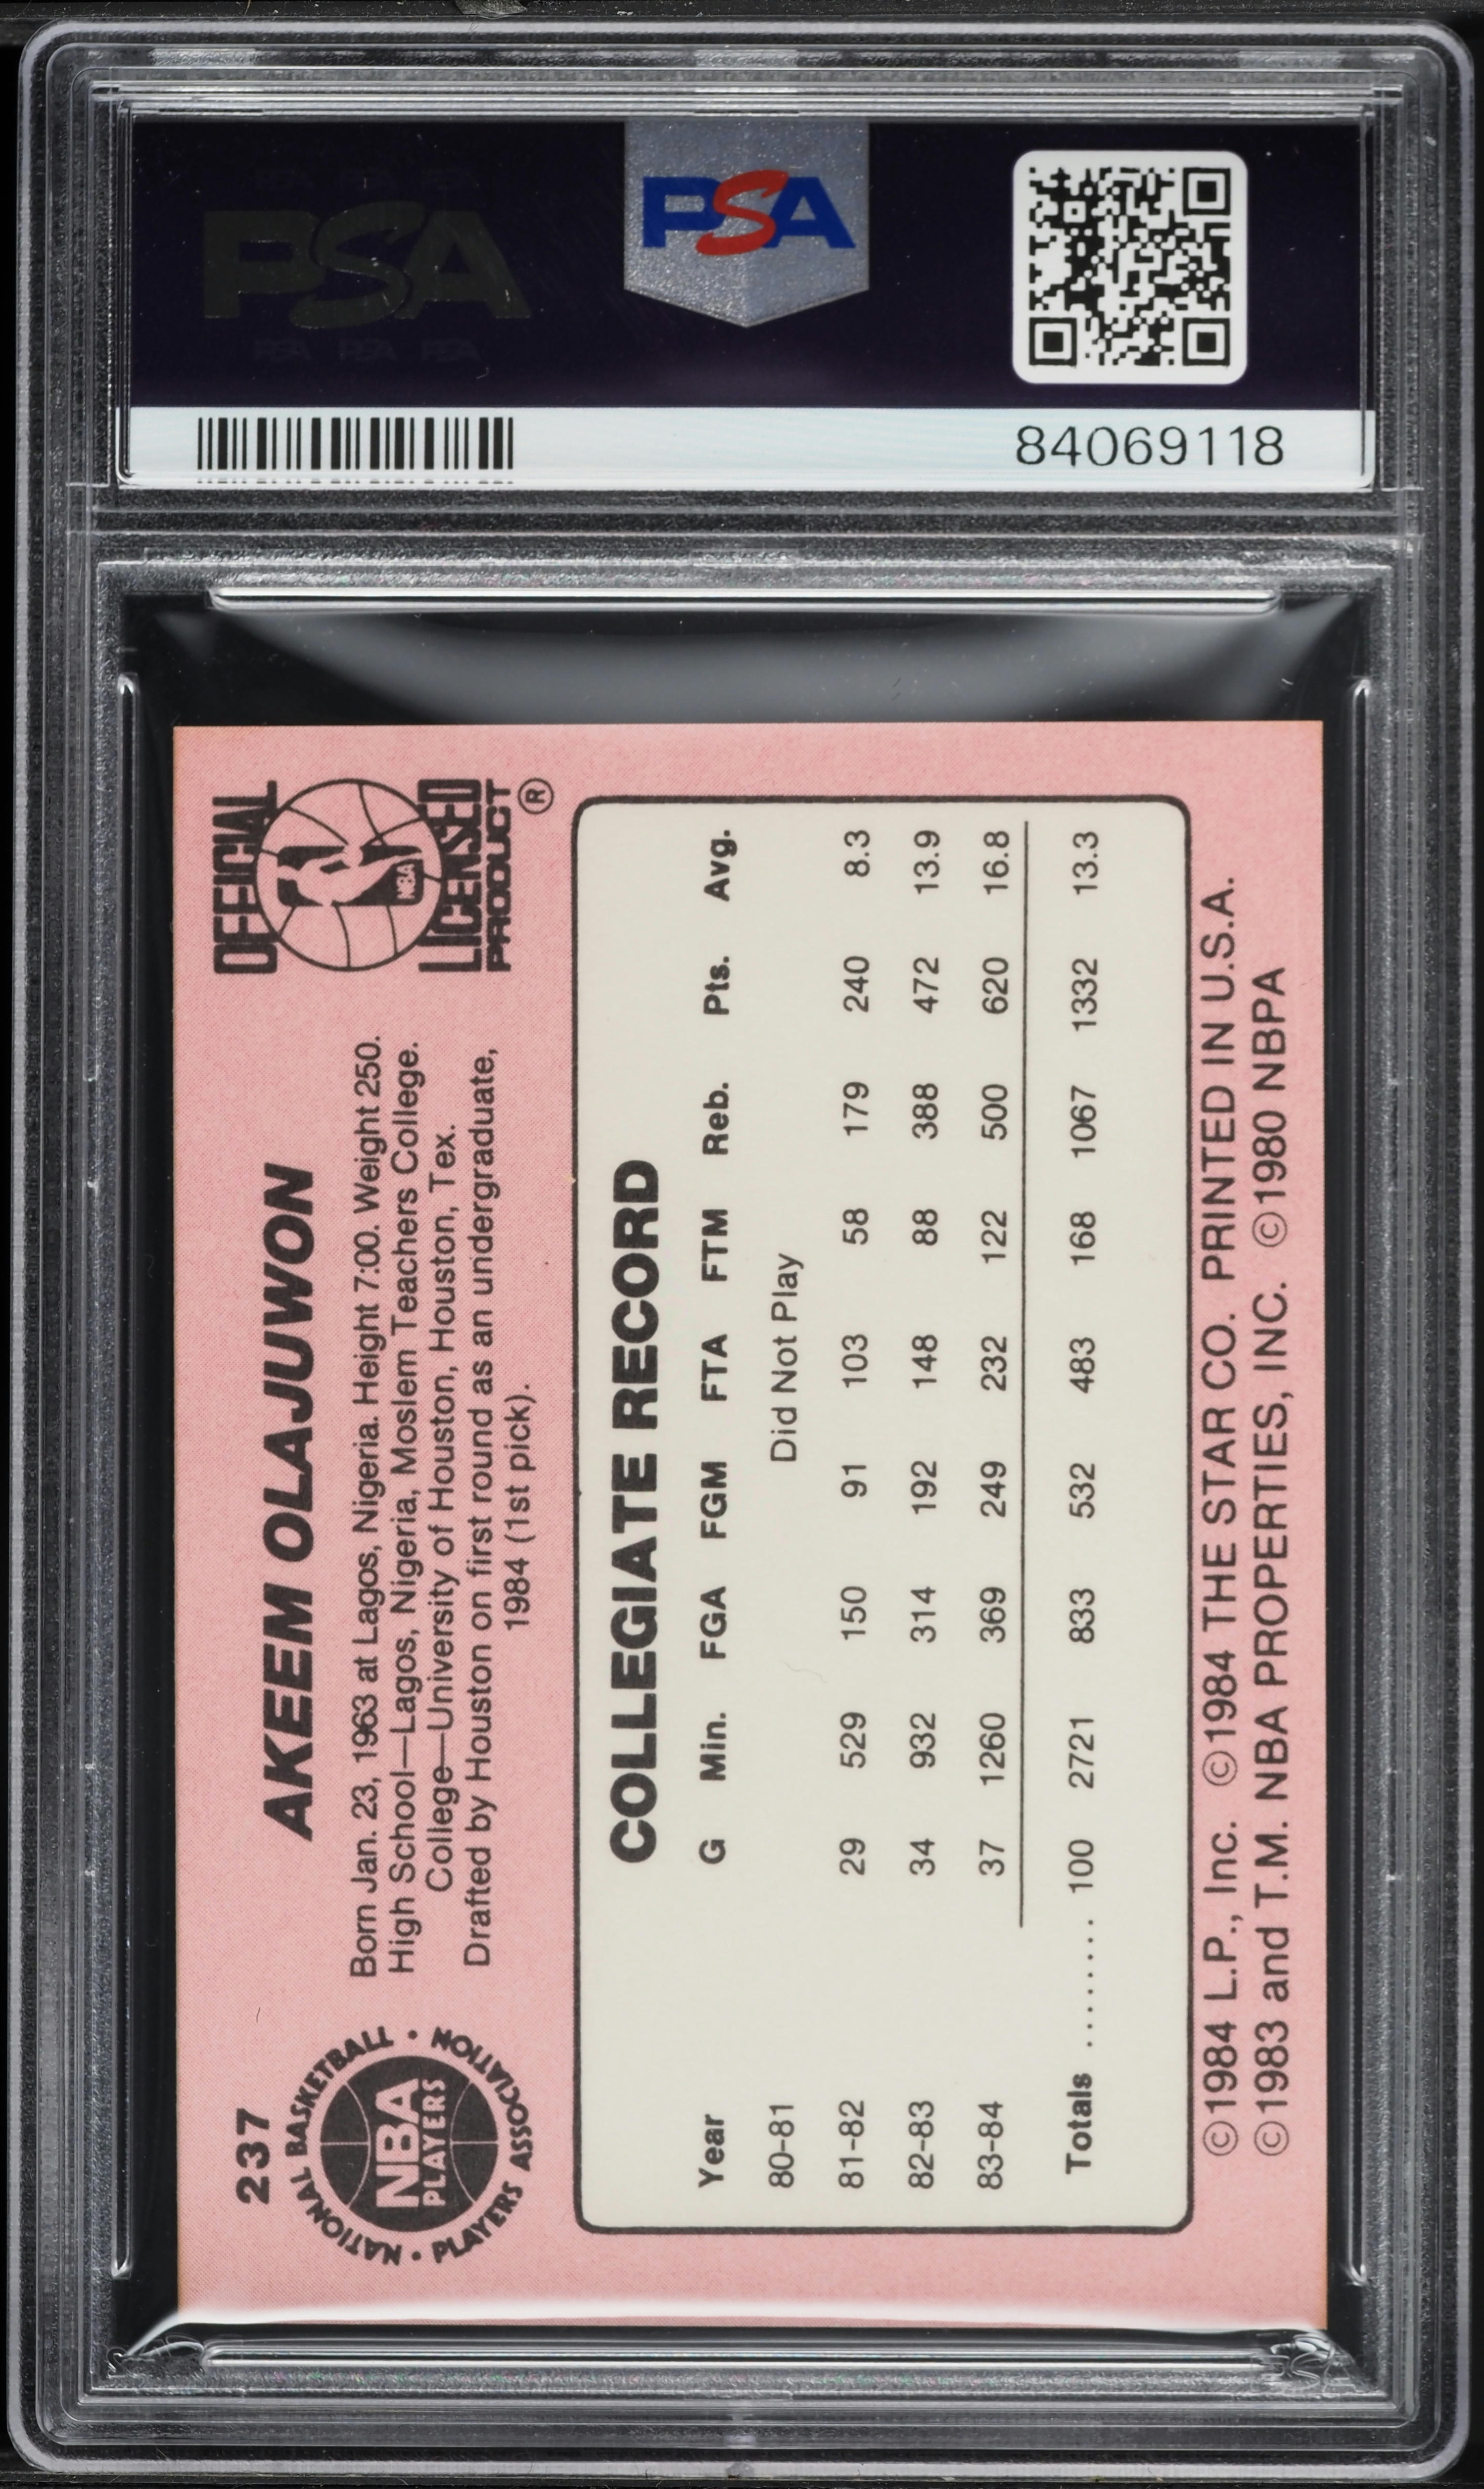 PSA
PSA
PSA PSA PSA
84069118
237
NATIONAL BASKETBALL • PLAYERS ASSOCIATION •
NBA
PLAYERS
AKEEM OLAJUWON
Born Jan. 23, 1963 at Lagos, Nigeria. Height 7:00. Weight 250.
High School—Lagos, Nigeria, Moslem Teachers College.
College—University of Houston, Houston, Tex.
Drafted by Houston on first round as an undergraduate,
1984 (1st pick).
OFFICIAL
NBA
LICENSED
PRODUCT ®
COLLEGIATE RECORD
Year G Min. FGA FGM FTA FTM Reb. Pts. Avg.
80-81 Did Not Play
81-82 29 529 150 91 103 58 179 240 8.3
82-83 34 932 314 192 148 88 388 472 13.9
83-84 37 1260 369 249 232 122 500 620 16.8
Totals ........ 100 2721 833 532 483 168 1067 1332 13.3
©1984 L.P., Inc. ©1984 THE STAR CO. PRINTED IN U.S.A.
©1983 and T.M. NBA PROPERTIES, INC. ©1980 NBPA